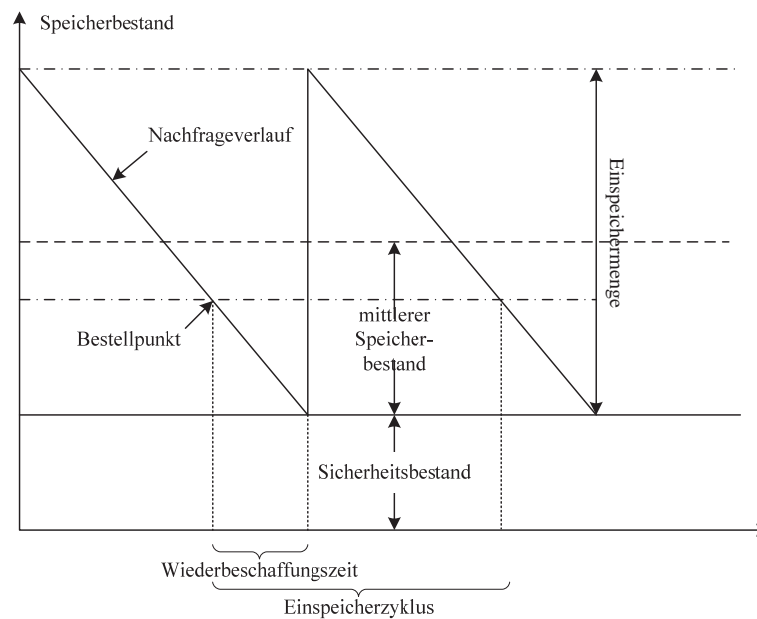 Speicherbestand
Nachfrageverlauf
Einspeichermenge
Bestellpunkt
mittlerer
Speicher-
bestand
Sicherheitsbestand
Wiederbeschaffungszeit
Einspeicherzyklus